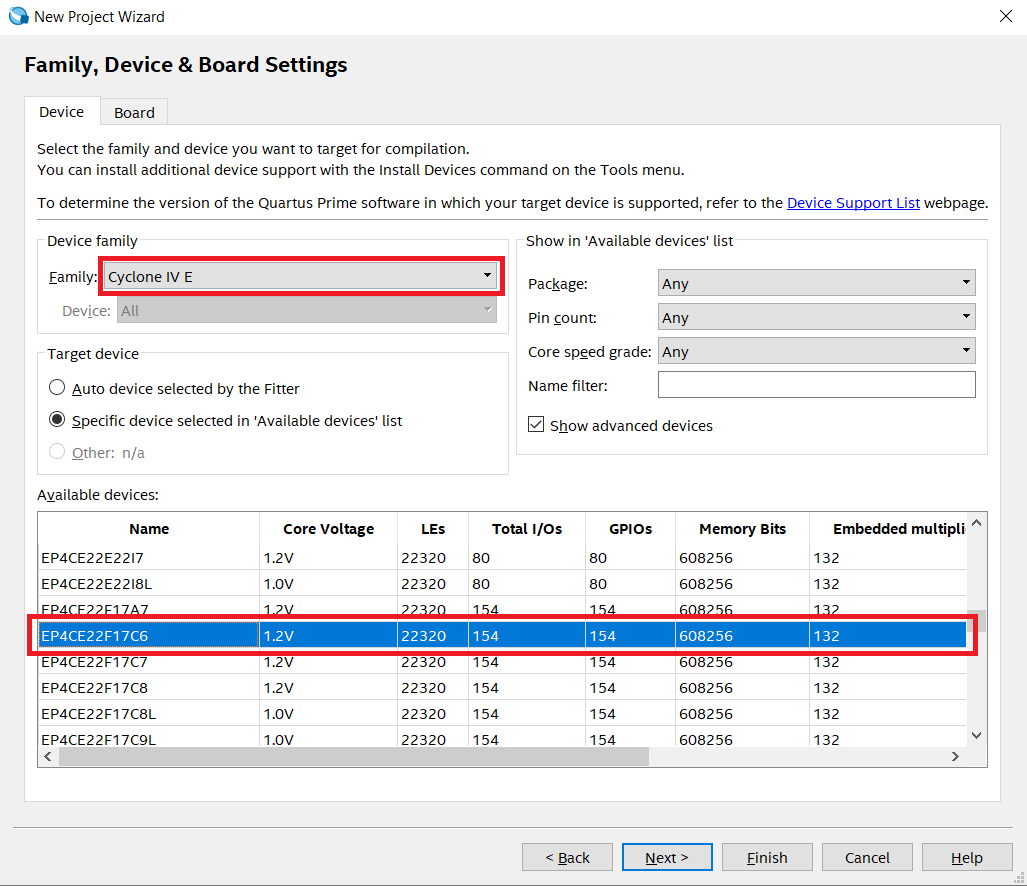 New Project Wizard
Family, Device & Board Settings
Device Board
Select the family and device you want to target for compilation.
You can install additional device support with the Install Devices command on the Tools menu.
To determine the version of the Quartus Prime software in which your target device is supported, refer to the Device Support List webpage.
Device family
Family: Cyclone IV E
Device: All
Target device
Auto device selected by the Fitter
Specific device selected in 'Available devices' list
Other: n/a
Show in 'Available devices' list
Package: Any
Pin count: Any
Core speed grade: Any
Name filter:
Show advanced devices
Available devices:
Name Core Voltage LEs Total I/Os GPIOs Memory Bits Embedded multipli
EP4CE22E22I7 1.2V 22320 80 80 608256 132
EP4CE22E22I8L 1.0V 22320 80 80 608256 132
EP4CE22F17A7 1.2V 22320 154 154 608256 132
EP4CE22F17C6 1.2V 22320 154 154 608256 132
EP4CE22F17C7 1.2V 22320 154 154 608256 132
EP4CE22F17C8 1.2V 22320 154 154 608256 132
EP4CE22F17C8L 1.0V 22320 154 154 608256 132
EP4CE22F17C9L 1.0V 22320 154 154 608256 132
< Back Next > Finish Cancel Help